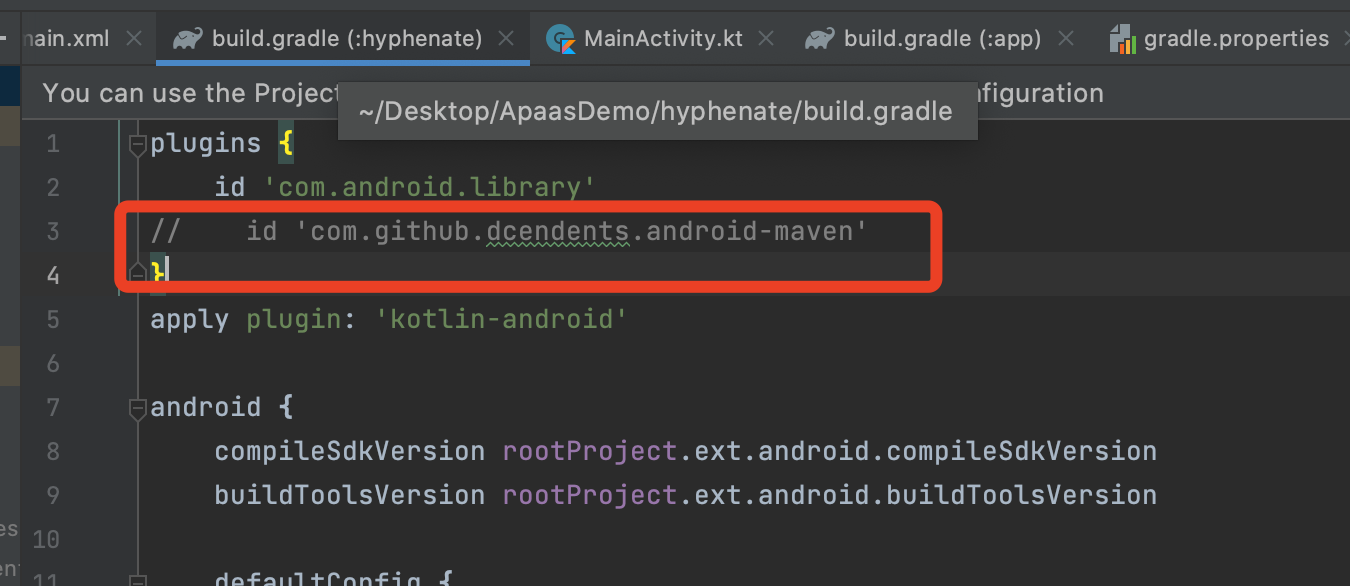 ain.xml
build.gradle (:hyphenate)
MainActivity.kt
build.gradle (:app)
gradle.properties
You can use the Project
figuration
~/Desktop/ApaasDemo/hyphenate/build.gradle
1 plugins {
2 id 'com.android.library'
3 // id 'com.github.dcendents.android-maven'
4 }
5 apply plugin: 'kotlin-android'
6
7 android {
8 compileSdkVersion rootProject.ext.android.compileSdkVersion
9 buildToolsVersion rootProject.ext.android.buildToolsVersion
10
11 defaultConfig {
es
en